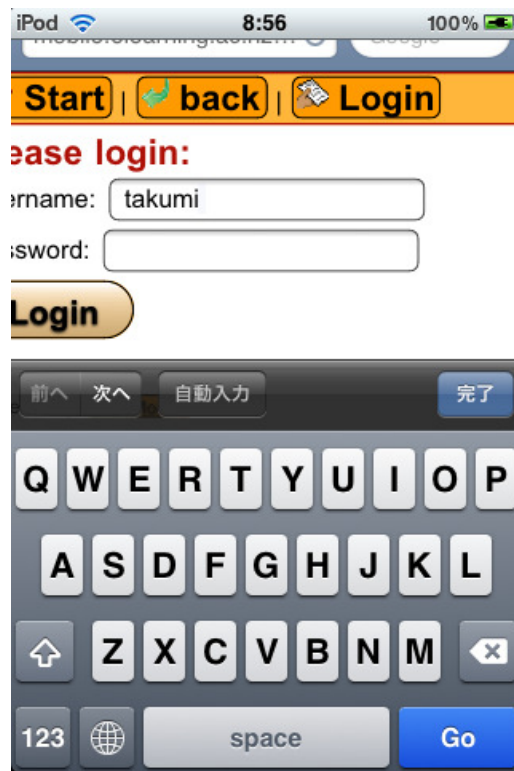 iPod 8:56 100%
Start | back | Login
ease login:
ername: takumi
ssword:
Login
前へ 次へ 自動入力 完了
Q W E R T Y U I O P
A S D F G H J K L
Z X C V B N M
123 space Go